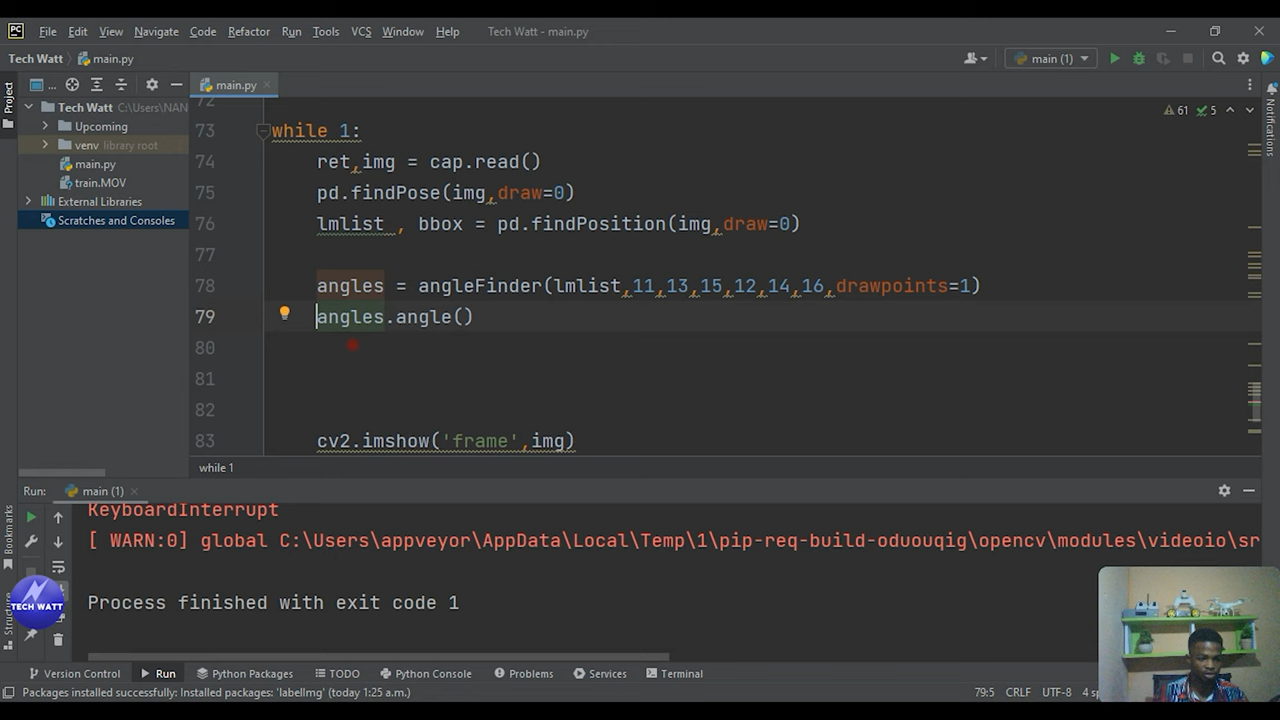 File Edit View Navigate Code Refactor Run Tools VCS Window Help Tech Watt - main.py
Tech Watt main.py main (1)
Project
...
main.py
Tech Watt C:\Users\NAN
Upcoming
venv library root
main.py
train.MOV
External Libraries
Scratches and Consoles
61 5
Notifications
72
73 while 1:
74 ret,img = cap.read()
75 pd.findPose(img,draw=0)
76 lmlist , bbox = pd.findPosition(img,draw=0)
77
78 angles = angleFinder(lmlist,11,13,15,12,14,16,drawpoints=1)
79 angles.angle()
80
81
82
83 cv2.imshow('frame',img)
while 1
Run: main (1)
KeyboardInterrupt
[ WARN:0] global C:\Users\appveyor\AppData\Local\Temp\1\pip-req-build-oduouqig\opencv\modules\videoio\sr
Process finished with exit code 1
Bookmarks
Structure
TECH WATT
Version Control Run Python Packages TODO Python Console Problems Services Terminal
Packages installed successfully: Installed packages: 'labelImg' (today 1:25 a.m.) 79:5 CRLF UTF-8 4 sp